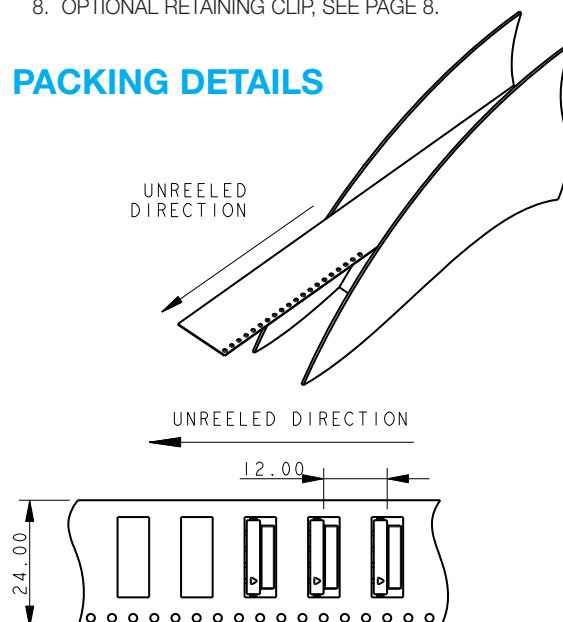 8. OPTIONAL RETAINING CLIP, SEE PAGE 8.
PACKING DETAILS
UNREELED
DIRECTION
UNREELED DIRECTION
12.00
24.00